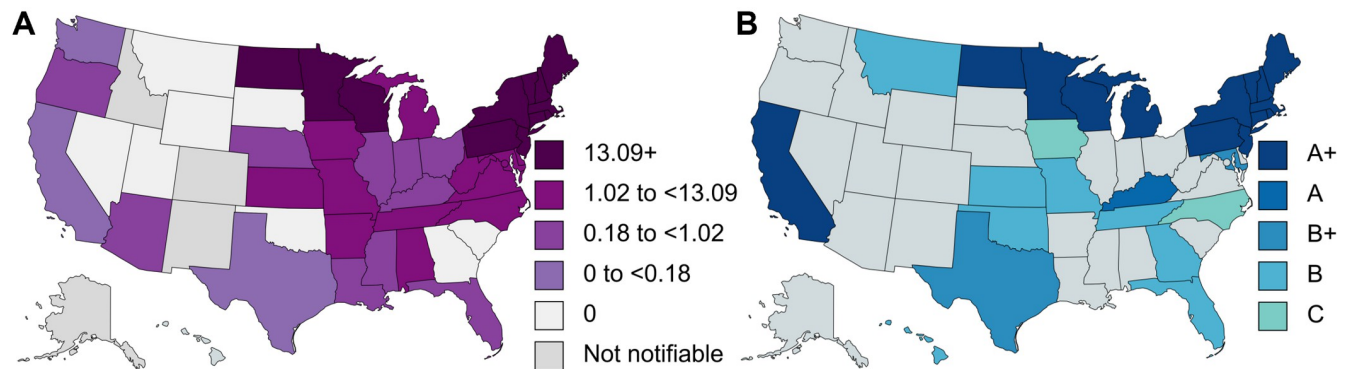 A
13.09+
1.02 to <13.09
0.18 to <1.02
0 to <0.18
0
Not notifiable
B
A+
A
B+
B
C